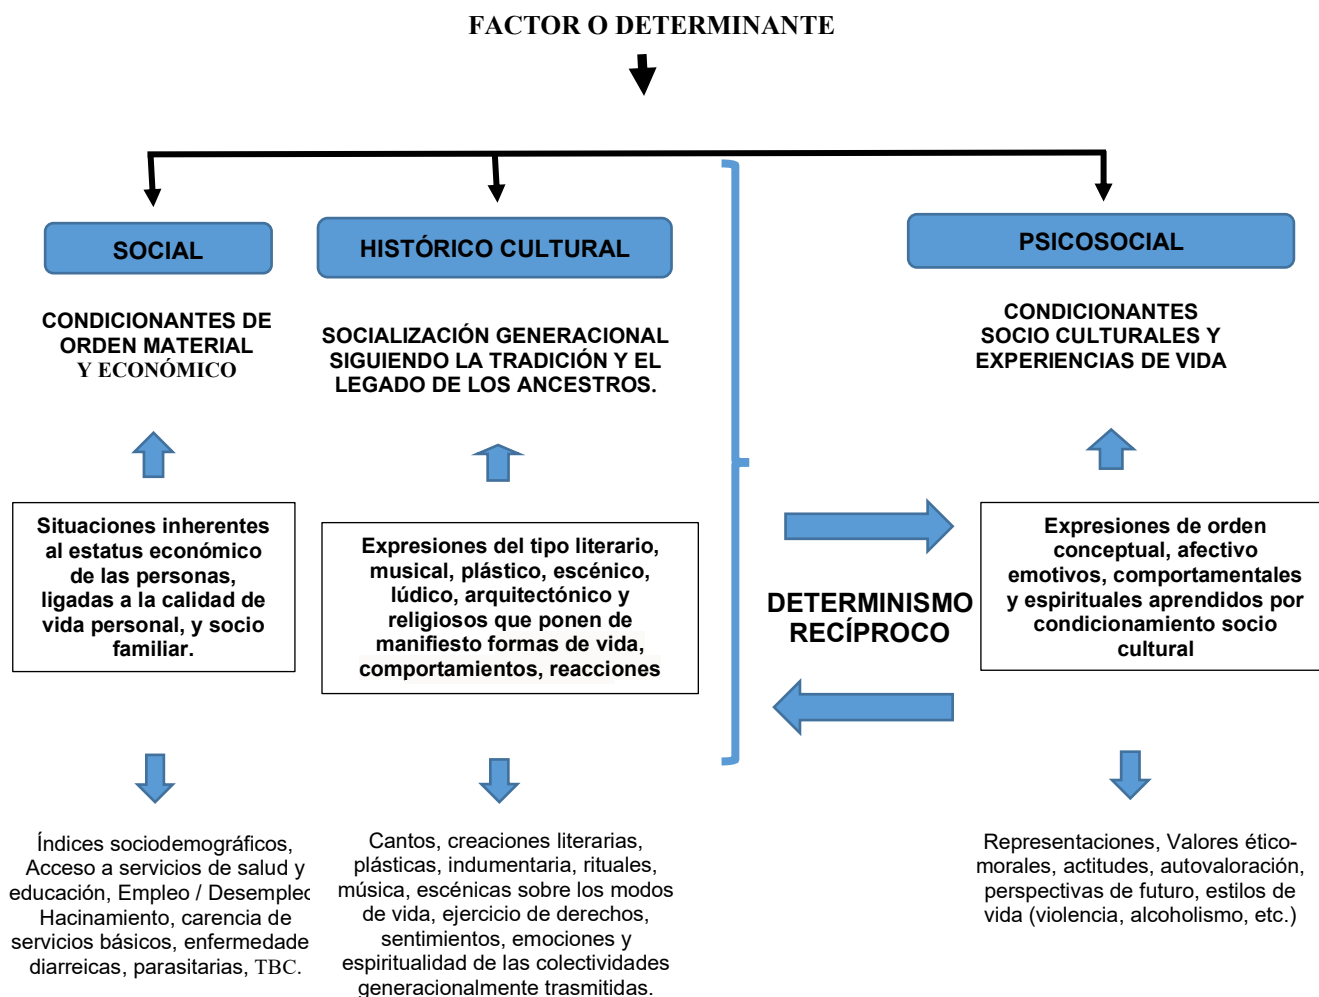 FACTOR O DETERMINANTE
SOCIAL
CONDICIONANTES DE
ORDEN MATERIAL
Y ECONÓMICO
Situaciones inherentes
al estatus económico
de las personas,
ligadas a la calidad de
vida personal, y socio
familiar.
Índices sociodemográficos,
Acceso a servicios de salud y
educación, Empleo / Desempleo
Hacinamiento, carencia de
servicios básicos, enfermedade
diarreicas, parasitarias, TBC.
HISTÓRICO CULTURAL
SOCIALIZACIÓN GENERACIONAL
SIGUIENDO LA TRADICIÓN Y EL
LEGADO DE LOS ANCESTROS.
Expresiones del tipo literario,
musical, plástico, escénico,
lúdico, arquitectónico y
religiosos que ponen de
manifiesto formas de vida,
comportamientos, reacciones
Cantos, creaciones literarias,
plásticas, indumentaria, rituales,
música, escénicas sobre los modos
de vida, ejercicio de derechos,
sentimientos, emociones y
espiritualidad de las colectividades
generacionalmente trasmitidas.
DETERMINISMO
RECÍPROCO
PSICOSOCIAL
CONDICIONANTES
SOCIO CULTURALES Y
EXPERIENCIAS DE VIDA
Expresiones de orden
conceptual, afectivo
emotivos, comportamentales
y espirituales aprendidos por
condicionamiento socio
cultural
Representaciones, Valores ético-
morales, actitudes, autovaloración,
perspectivas de futuro, estilos de
vida (violencia, alcoholismo, etc.)